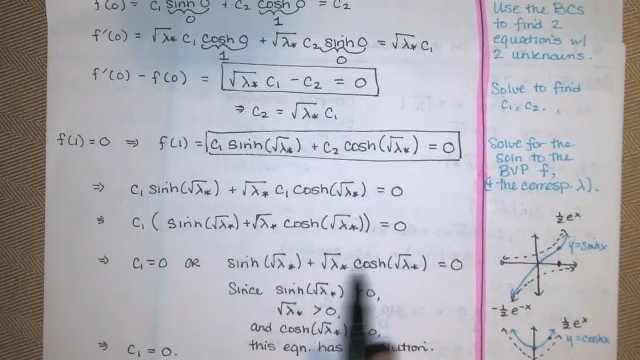 f(0) = C₁ sinh 0 + C₂ cosh 0 = C₂
0 1
f'(0) = √λ* C₁ cosh 0 + √λ* C₂ sinh 0 = √λ* C₁
1 0
f'(0) - f(0) = √λ* C₁ - C₂ = 0
⇒ C₂ = √λ* C₁
f(1) = 0 ⇒ f(1) = C₁ sinh(√λ*) + C₂ cosh(√λ*) = 0
⇒ C₁ sinh(√λ*) + √λ* C₁ cosh(√λ*) = 0
⇒ C₁ ( sinh(√λ*) + √λ* cosh(√λ*)) = 0
⇒ C₁ = 0 OR sinh(√λ*) + √λ* cosh(√λ*) = 0
Since sinh(√λ*) 0,
√λ* > 0,
and cosh(√λ*) 0,
this eqn. has
⇒ C₁ = 0.
Use the BCs
to find 2
equations w/
2 unknowns.
Solve to find
C₁, C₂.
Solve for the
soln to the
BVP f,
(& the corresp. λ).
½eˣ
y=sinhx
-½e⁻ˣ
½eˣ
y=coshx